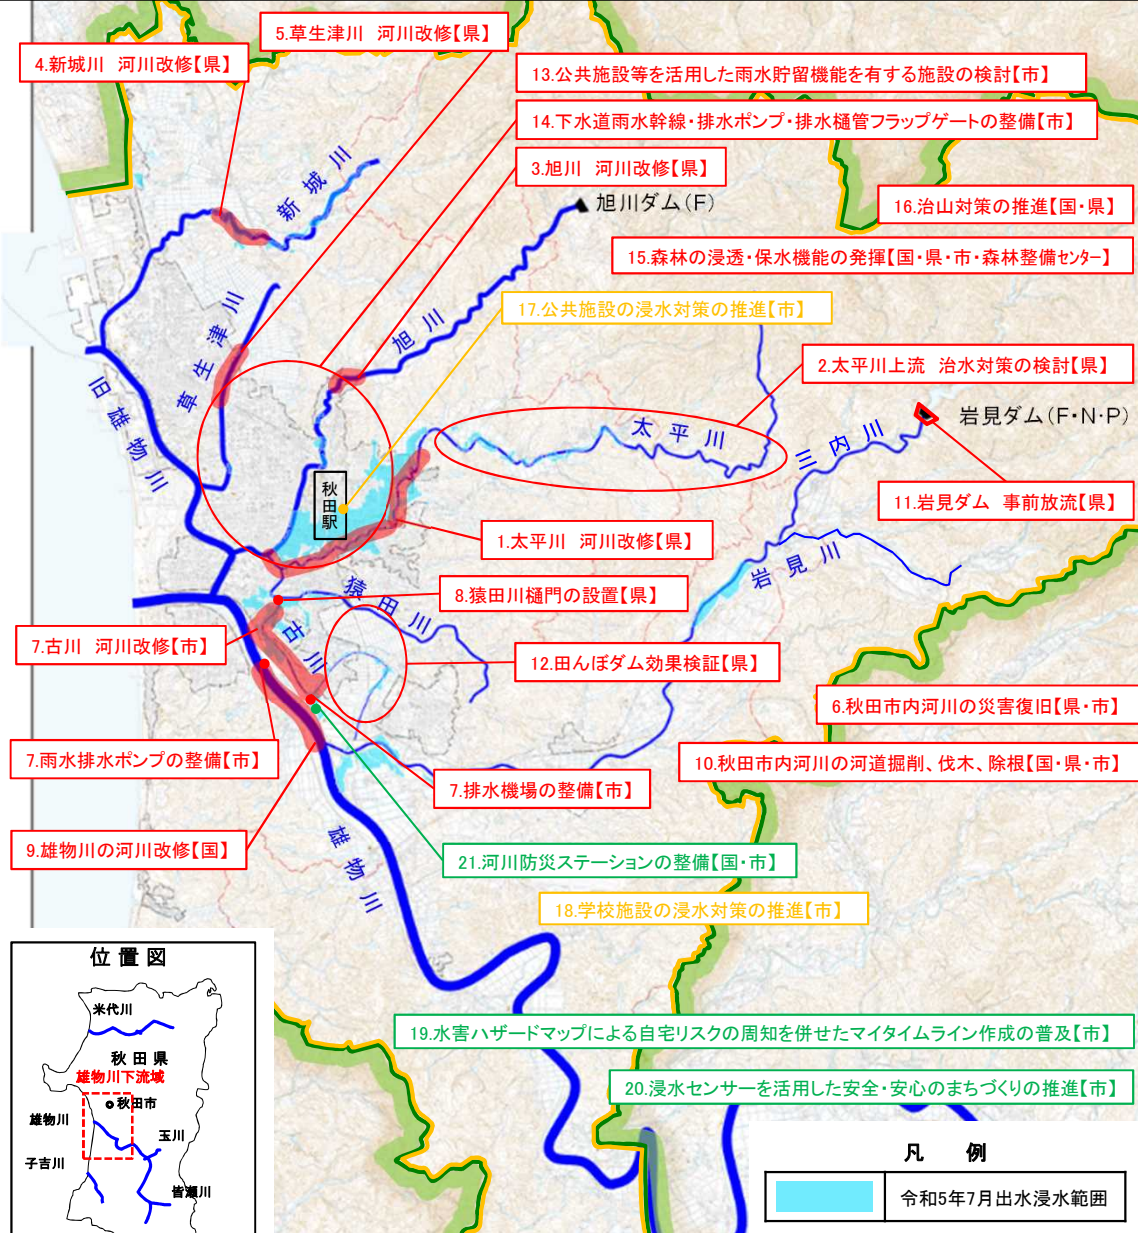 5.草生津川 河川改修【県】
4.新城川 河川改修【県】
13.公共施設等を活用した雨水貯留機能を有する施設の検討【市】
14.下水道雨水幹線・排水ポンプ・排水樋管フラップゲートの整備【市】
3.旭川 河川改修【県】
新城川
旭川ダム(F)
16.治山対策の推進【国・県】
15.森林の浸透・保水機能の発揮【国・県・市・森林整備センター】
17.公共施設の浸水対策の推進【市】
旭川
草生津川
旧雄物川
2.太平川上流 治水対策の検討【県】
太平川
三内川
岩見ダム(F・N・P)
秋田駅
11.岩見ダム 事前放流【県】
1.太平川 河川改修【県】
岩見川
猿田川
8.猿田川樋門の設置【県】
7.古川 河川改修【市】
古川
12.田んぼダム効果検証【県】
6.秋田市内河川の災害復旧【県・市】
7.雨水排水ポンプの整備【市】
10.秋田市内河川の河道掘削、伐木、除根【国・県・市】
7.排水機場の整備【市】
9.雄物川の河川改修【国】
雄物川
21.河川防災ステーションの整備【国・市】
18.学校施設の浸水対策の推進【市】
19.水害ハザードマップによる自宅リスクの周知を併せたマイタイムライン作成の普及【市】
20.浸水センサーを活用した安全・安心のまちづくりの推進【市】
位置図
米代川
秋田県
雄物川下流域
秋田市
雄物川
玉川
子吉川
皆瀬川
凡例
令和5年7月出水浸水範囲